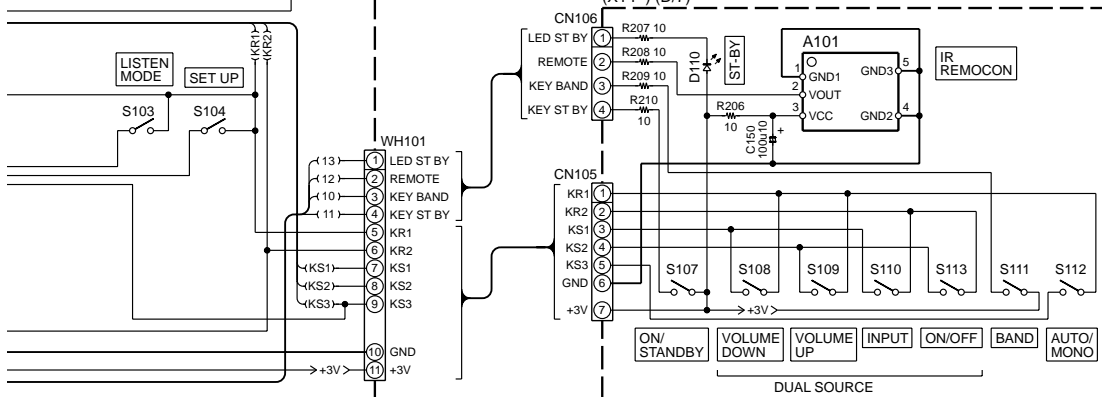 KR1
KR2
LISTEN
MODE
SET UP
S103
S104
WH101
13
1
LED ST BY
12
2
REMOTE
10
3
KEY BAND
11
4
KEY ST BY
5
KR1
6
KR2
KS1
7
KS1
KS2
8
KS2
KS3
9
KS3
10
GND
+3V
11
+3V
CN106
LED ST BY
1
REMOTE
2
KEY BAND
3
KEY ST BY
4
R207 10
R208 10
R209 10
R210
10
D110
ST-BY
R206
10
C150
100u10
+
A101
1
GND1
2
VOUT
3
VCC
GND3
5
GND2
4
IR
REMOCON
CN105
KR1
1
KR2
2
KS1
3
KS2
4
KS3
5
GND
6
+3V
7
+3V
S107
S108
S109
S110
S113
S111
S112
ON/
STANDBY
VOLUME
DOWN
VOLUME
UP
INPUT
ON/OFF
BAND
AUTO/
MONO
DUAL SOURCE